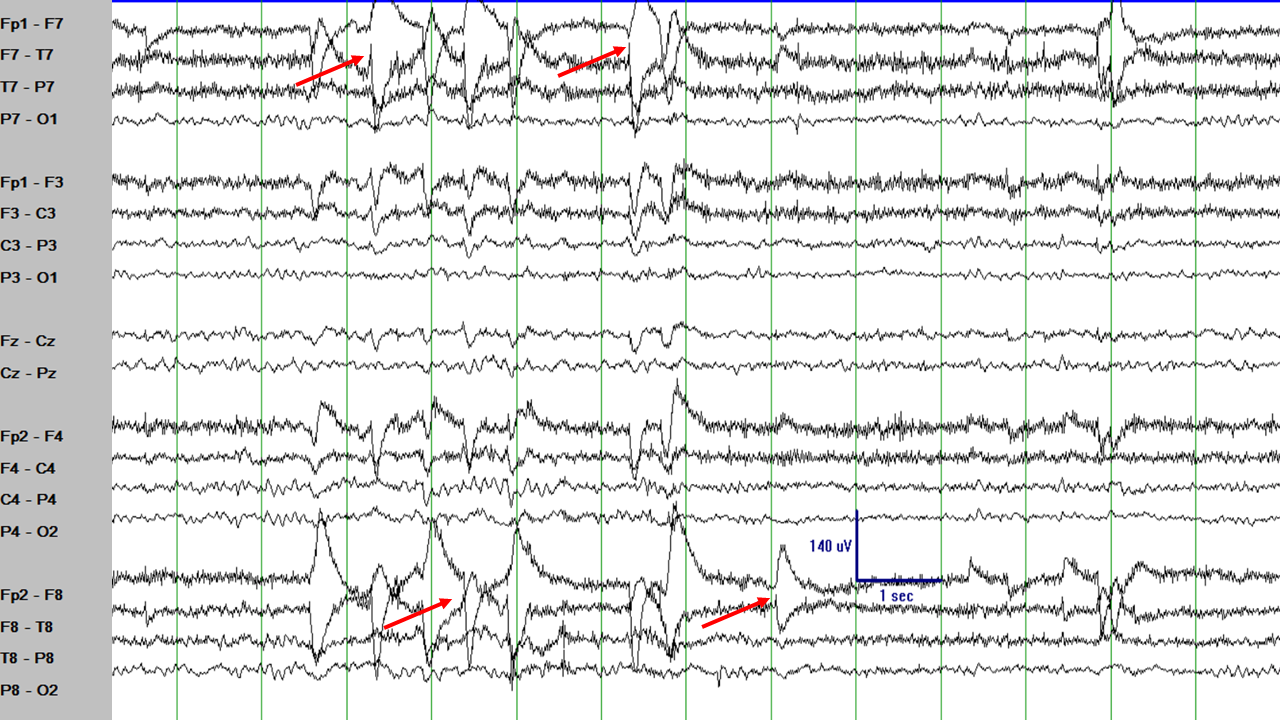 Fp1 - F7
F7 - T7
T7 - P7
P7 - O1
Fp1 - F3
F3 - C3
C3 - P3
P3 - O1
Fz - Cz
Cz - Pz
Fp2 - F4
F4 - C4
C4 - P4
P4 - O2
140 uV
1 sec
Fp2 - F8
F8 - T8
T8 - P8
P8 - O2